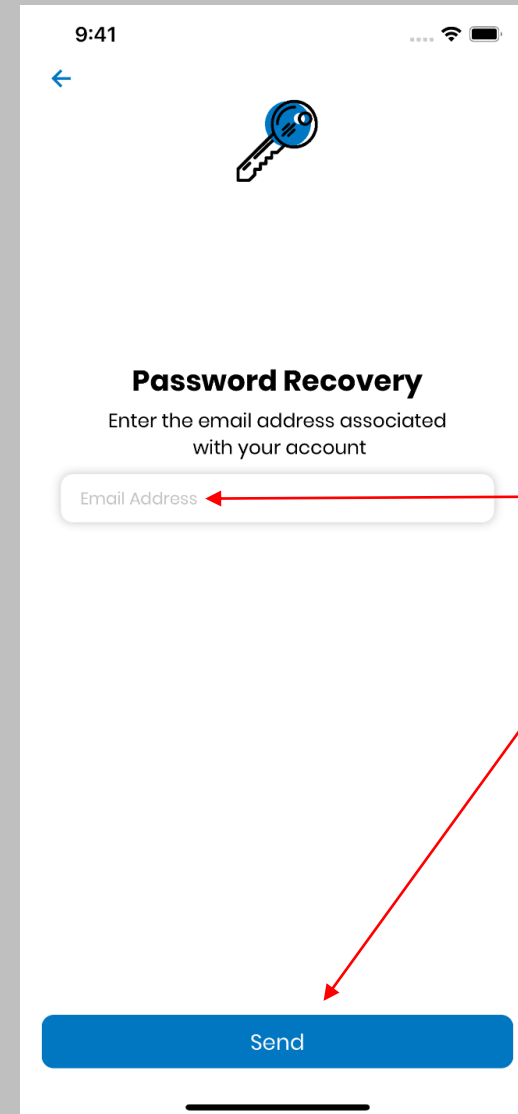 9:41
Password Recovery
Enter the email address associated
with your account
Email Address
Send